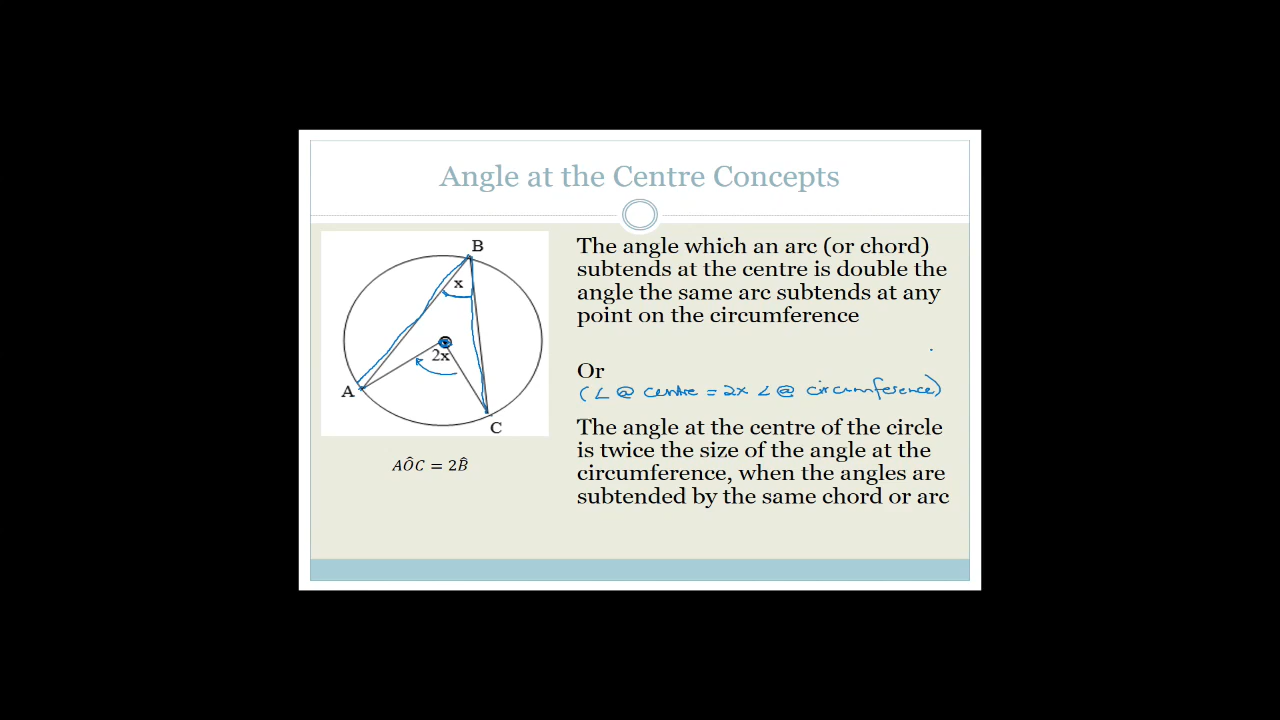 Angle at the Centre Concepts
B
x
2x
A
C
AÔC = 2B̂
The angle which an arc (or chord)
subtends at the centre is double the
angle the same arc subtends at any
point on the circumference
Or
(∠ @ centre = 2x ∠ @ circumference)
The angle at the centre of the circle
is twice the size of the angle at the
circumference, when the angles are
subtended by the same chord or arc